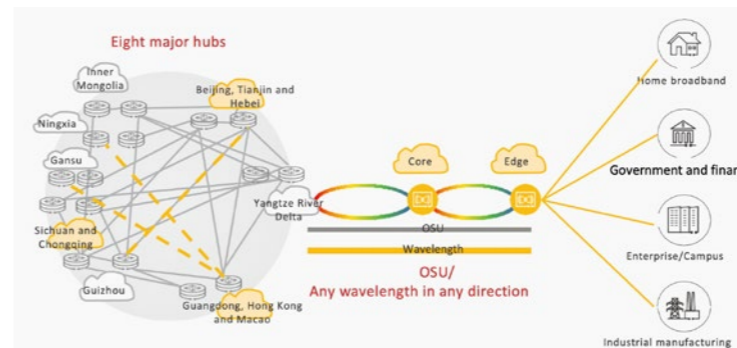 Eight major hubs
Inner
Mongolia
Beijing, Tianjin and
Hebei
Ningxia
Gansu
Yangtze River
Delta
Sichuan and
Chongqing
Guizhou
Guangdong, Hong Kong
and Macao
Core
Edge
OSU
Wavelength
OSU/
Any wavelength in any direction
Home broadband
Government and finan
Enterprise/Campus
Industrial manufacturing